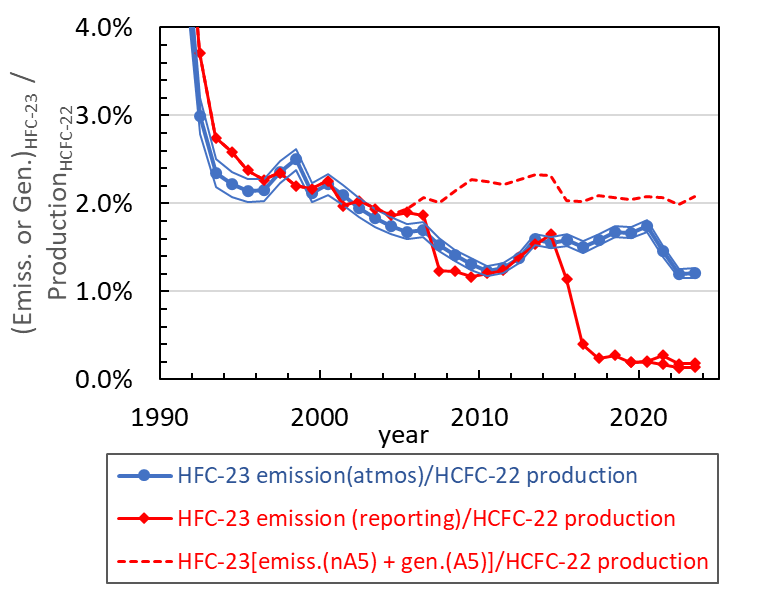 (Emiss. or Gen.)HFC-23 /
ProductionHCFC-22
4.0%
3.0%
2.0%
1.0%
0.0%
1990 2000 2010 2020
year
HFC-23 emission(atmos)/HCFC-22 production
HFC-23 emission (reporting)/HCFC-22 production
HFC-23[emiss.(nA5) + gen.(A5)]/HCFC-22 production